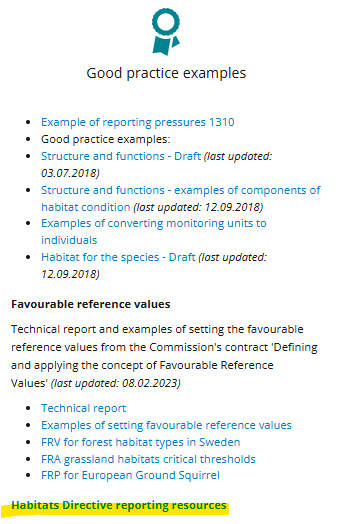 Good practice examples
Example of reporting pressures 1310
Good practice examples:
Structure and functions - Draft (last updated:
03.07.2018)
Structure and functions - examples of components of
habitat condition (last updated: 12.09.2018)
Examples of converting monitoring units to
individuals
Habitat for the species - Draft (last updated:
12.09.2018)
Favourable reference values
Technical report and examples of setting the favourable
reference values from the Commission's contract 'Defining
and applying the concept of Favourable Reference
Values' (last updated: 08.02.2023)
Technical report
Examples of setting favourable reference values
FRV for forest habitat types in Sweden
FRA grassland habitats critical thresholds
FRP for European Ground Squirrel
Habitats Directive reporting resources